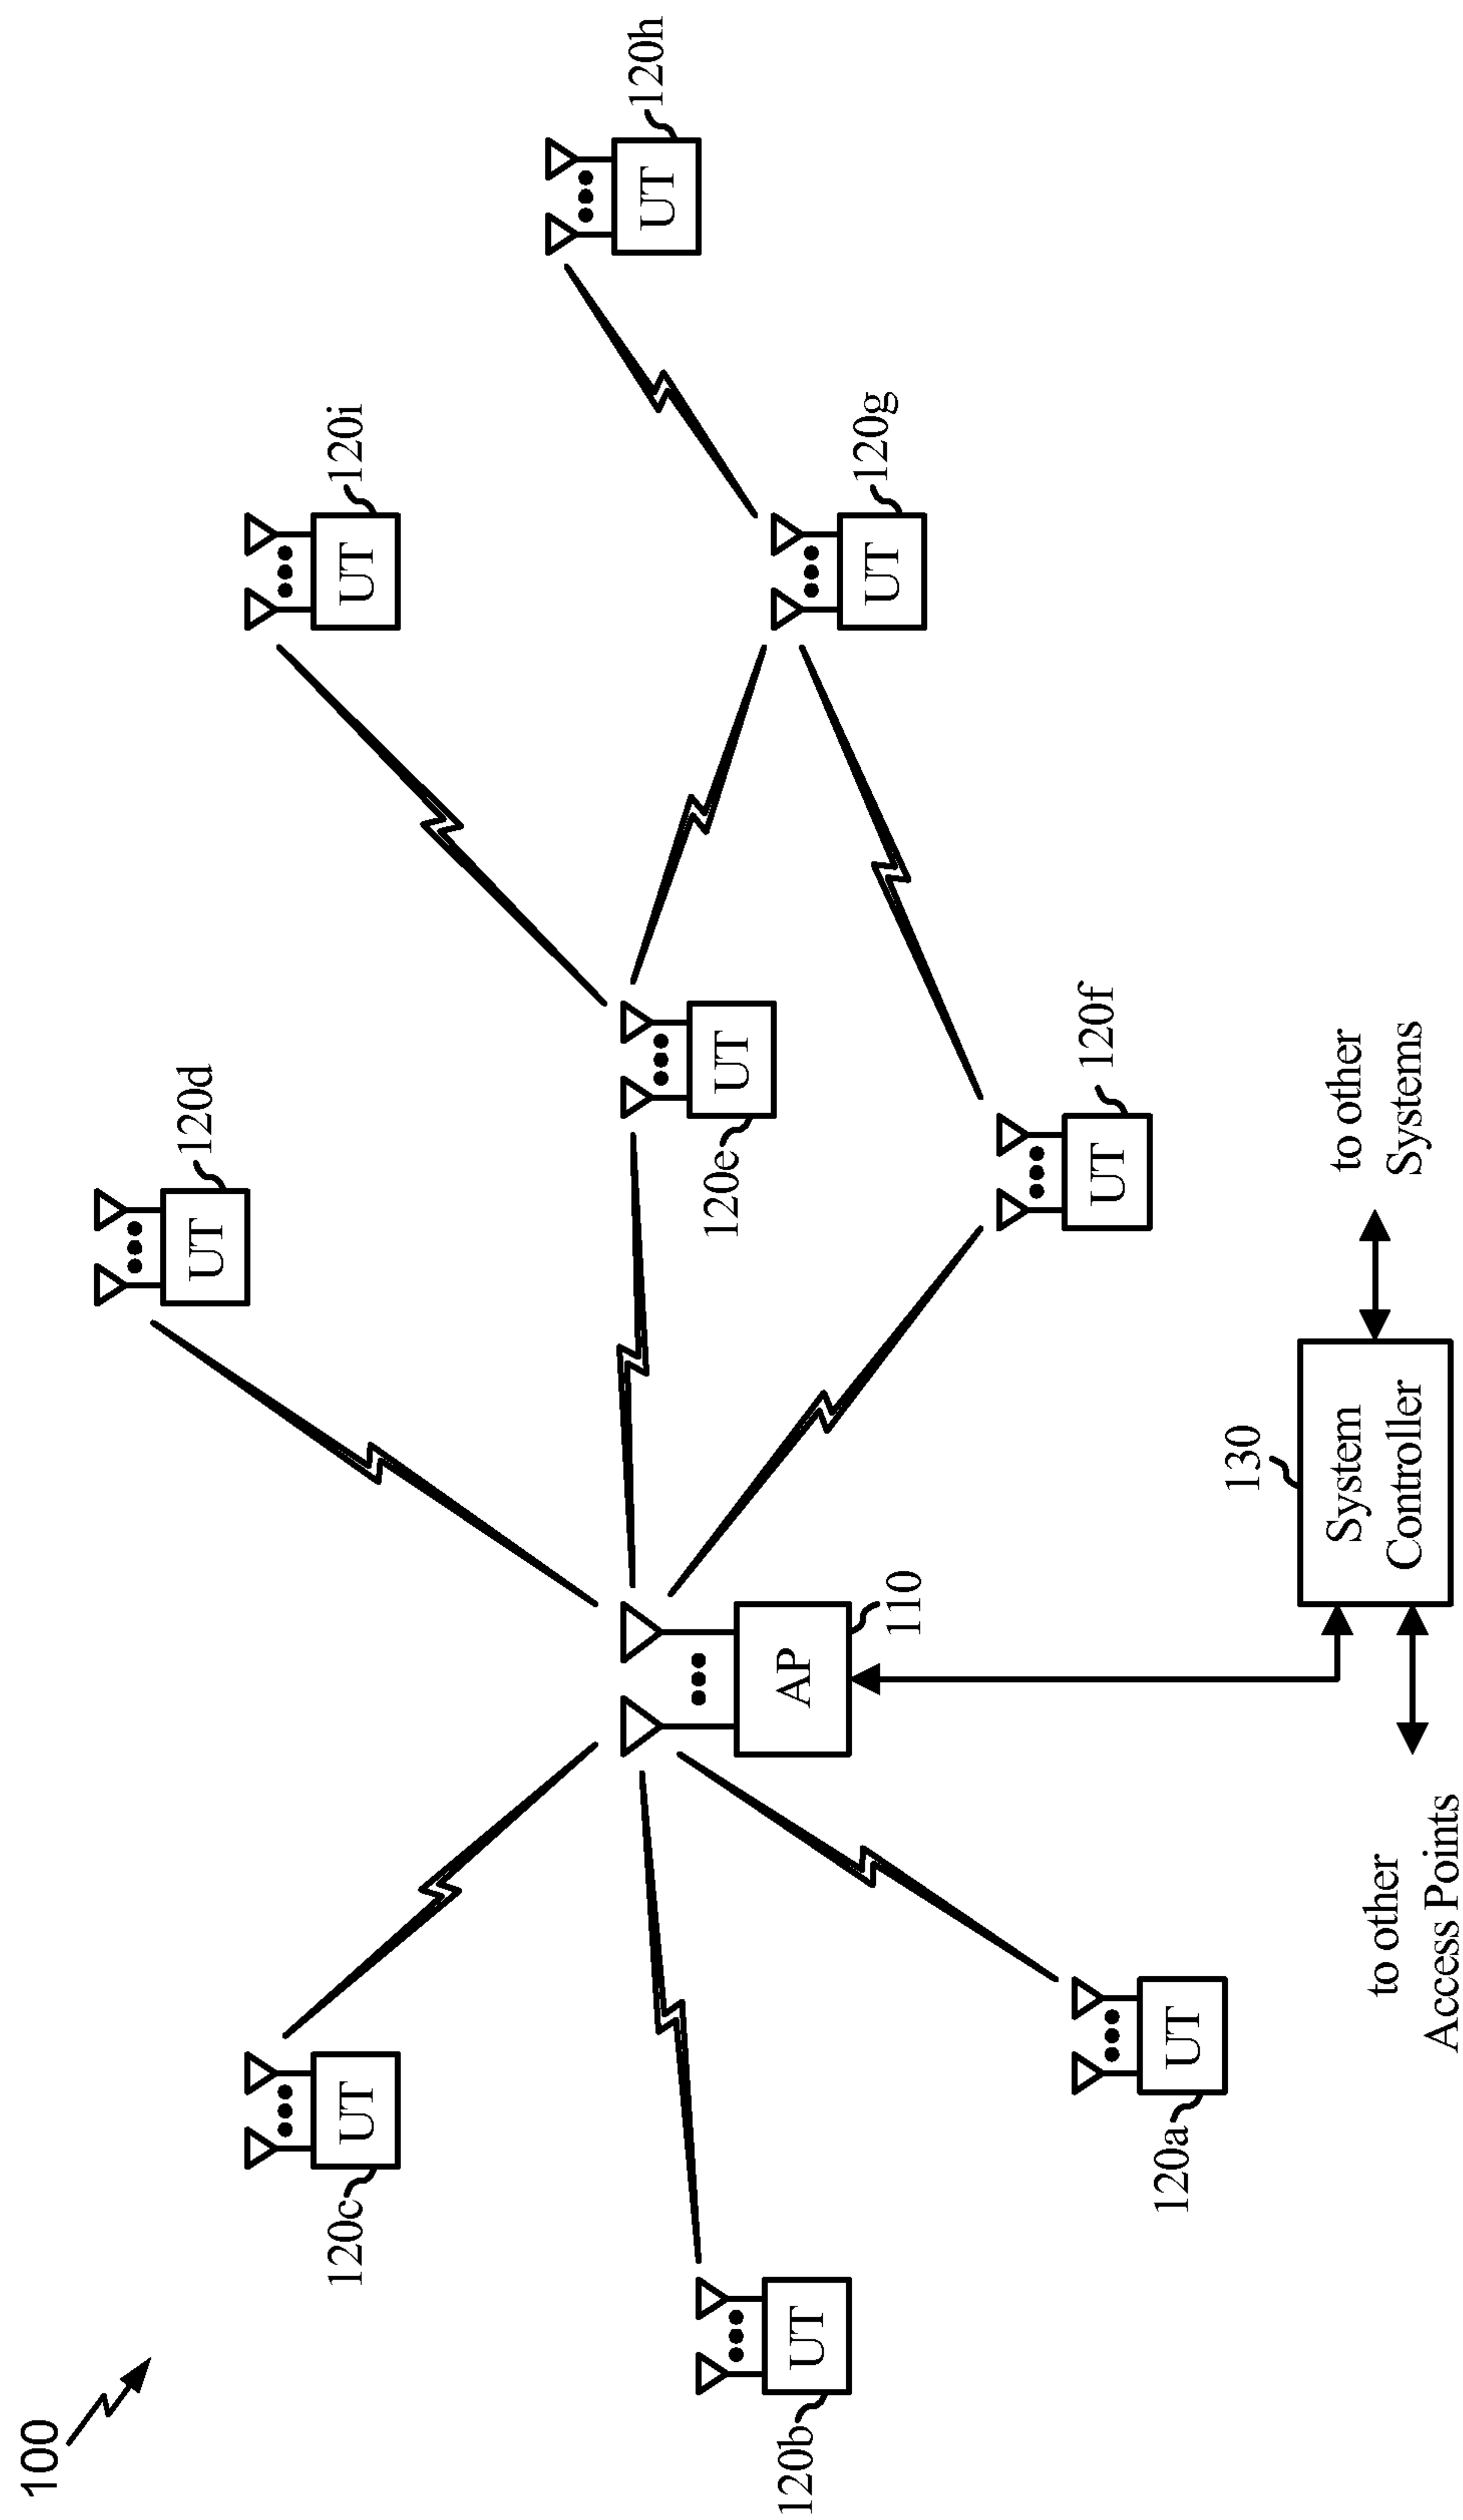 100
120d
UT
120c
UT
120i
UT
120h
UT
120b
UT
AP
110
120e
UT
120g
UT
120a
UT
120f
UT
130
System
Controller
to other
Systems
to other
Access Points